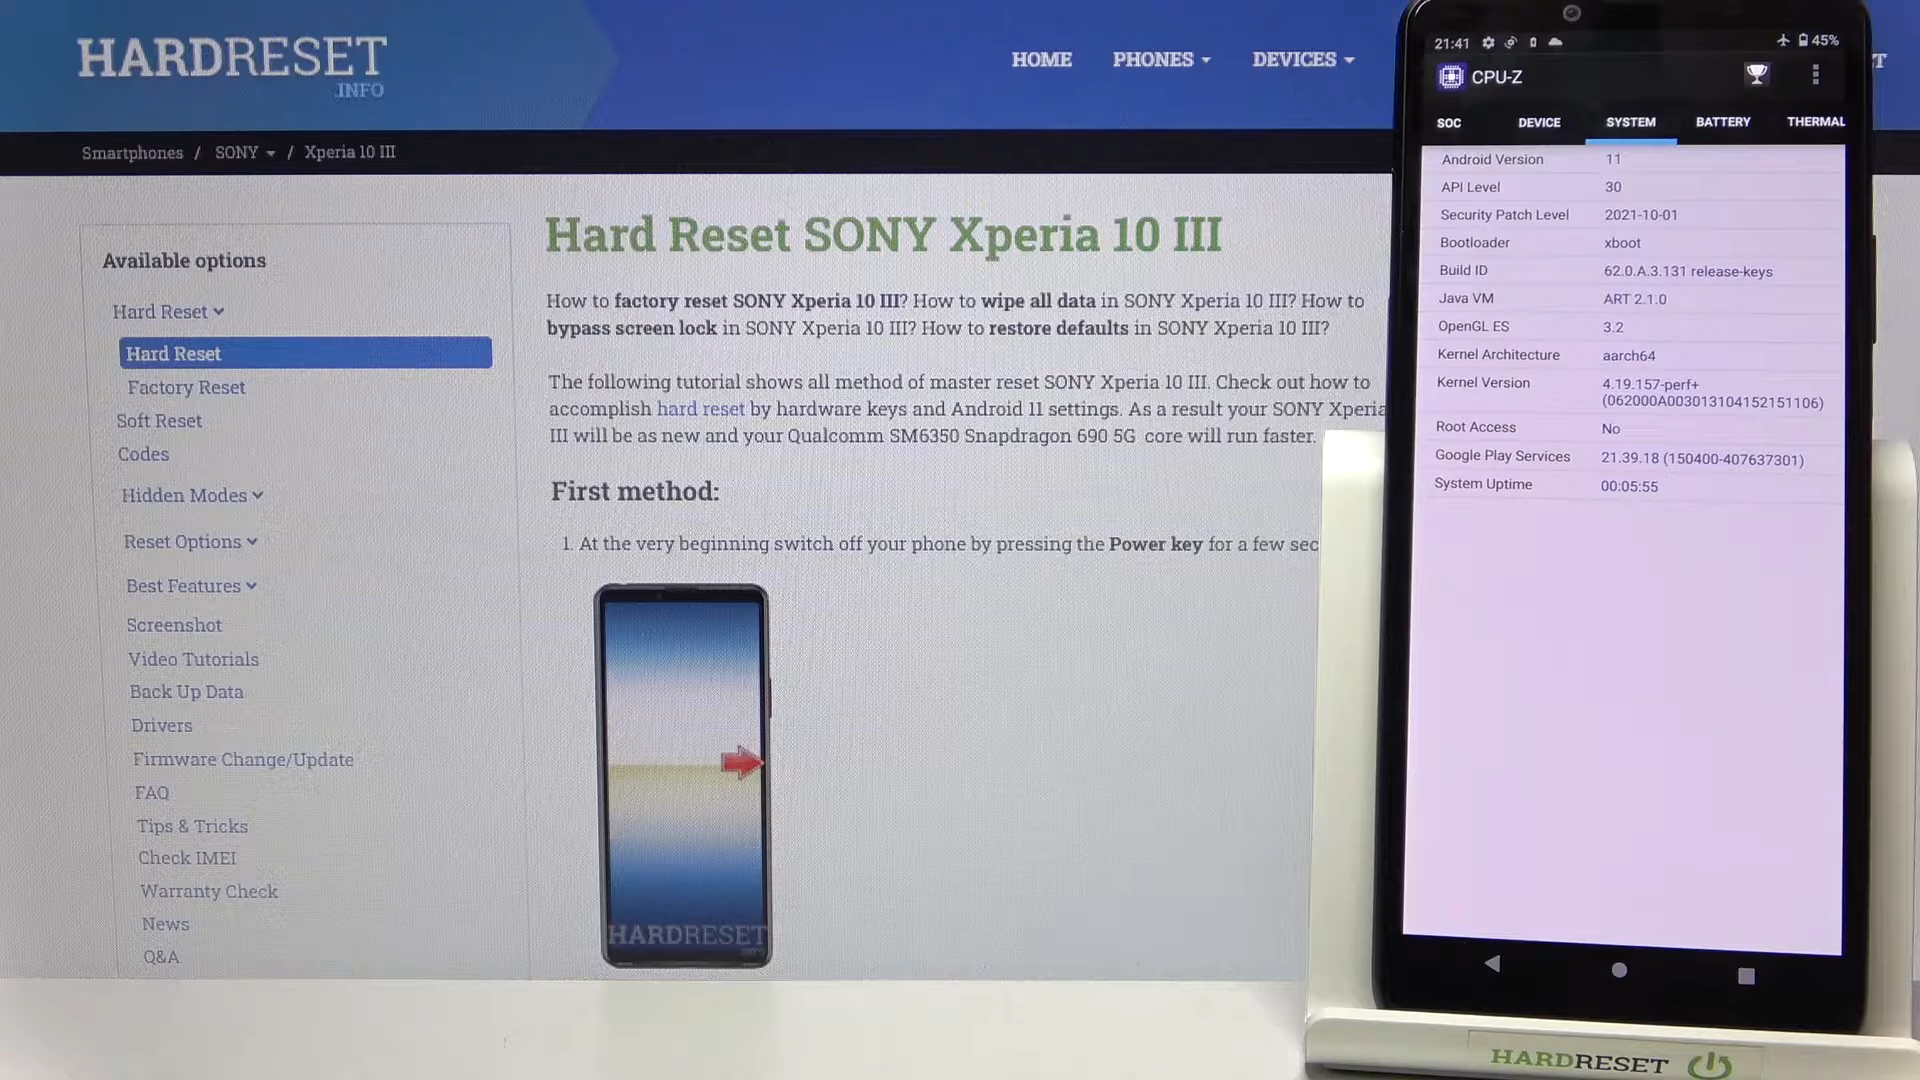 HARDRESET
.INFO
HOME PHONES DEVICES
Smartphones / SONY / Xperia 10 III
Available options
Hard Reset
Hard Reset
Factory Reset
Soft Reset
Codes
Hidden Modes
Reset Options
Best Features
Screenshot
Video Tutorials
Back Up Data
Drivers
Firmware Change/Update
FAQ
Tips & Tricks
Check IMEI
Warranty Check
News
Q&A
Hard Reset SONY Xperia 10 III
How to factory reset SONY Xperia 10 III? How to wipe all data in SONY Xperia 10 III? How to
bypass screen lock in SONY Xperia 10 III? How to restore defaults in SONY Xperia 10 III?
The following tutorial shows all method of master reset SONY Xperia 10 III. Check out how to
accomplish hard reset by hardware keys and Android 11 settings. As a result your SONY Xperia
III will be as new and your Qualcomm SM6350 Snapdragon 690 5G core will run faster.
First method:
1. At the very beginning switch off your phone by pressing the Power key for a few sec
HARDRESET
21:41 45%
CPU-Z
SOC DEVICE SYSTEM BATTERY THERMAL
Android Version 11
API Level 30
Security Patch Level 2021-10-01
Bootloader xboot
Build ID 62.0.A.3.131 release-keys
Java VM ART 2.1.0
OpenGL ES 3.2
Kernel Architecture aarch64
Kernel Version 4.19.157-perf+
(062000A003013104152151106)
Root Access No
Google Play Services 21.39.18 (150400-407637301)
System Uptime 00:05:55
HARDRESET